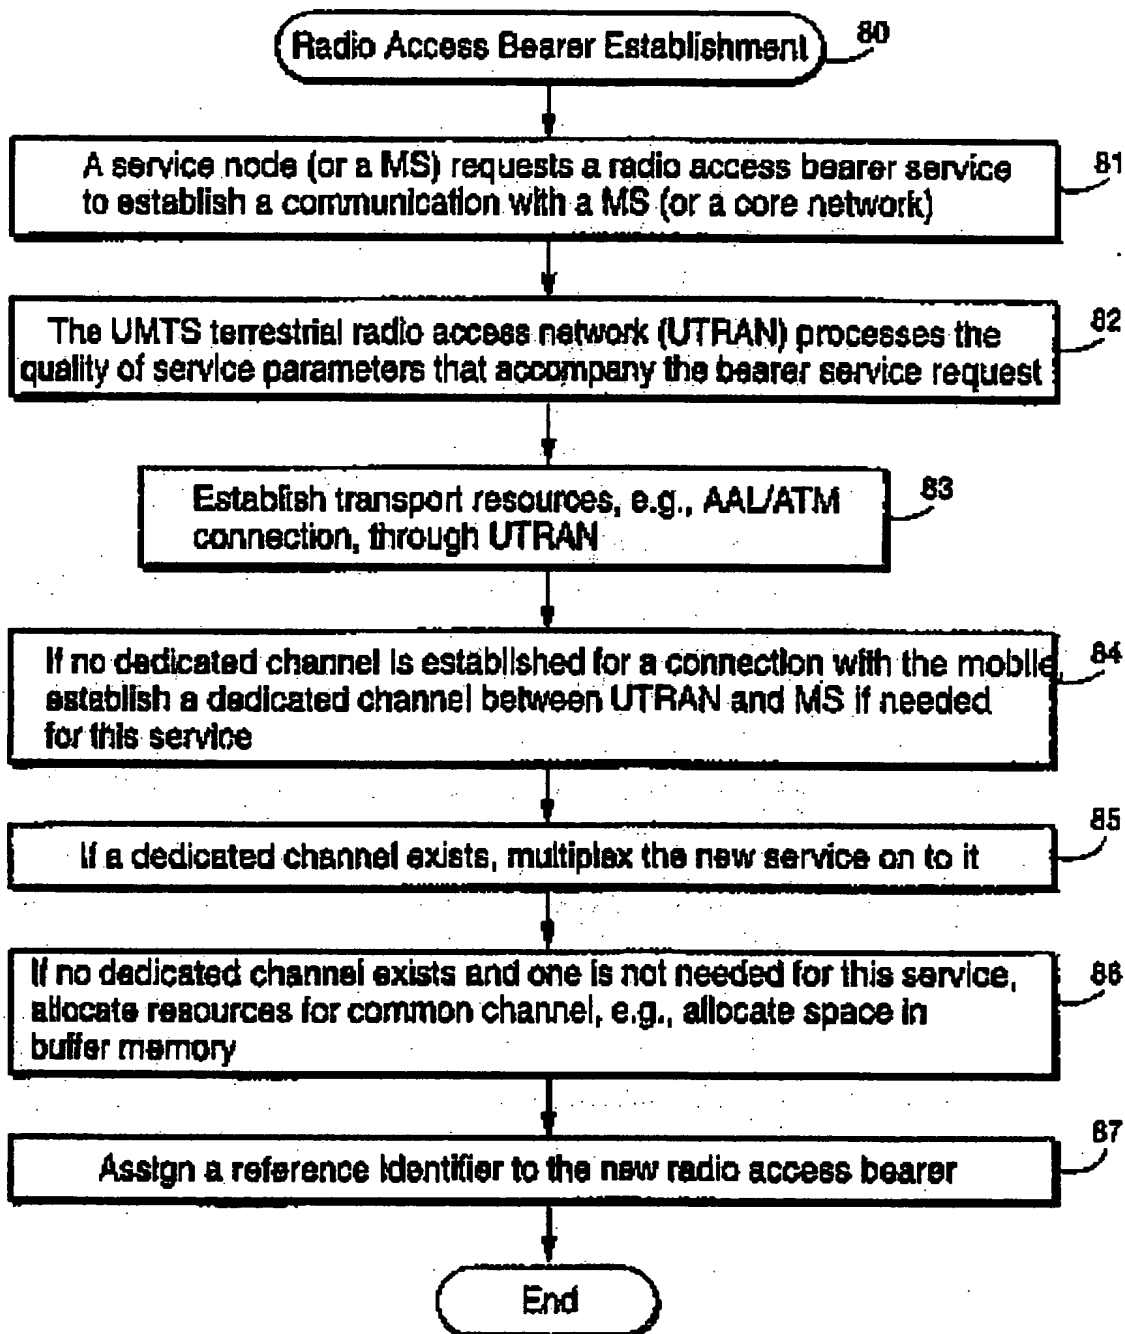 Radio Access Bearer Establishment
80
A service node (or a MS) requests a radio access bearer service
to establish a communication with a MS (or a core network)
81
The UMTS terrestrial radio access network (UTRAN) processes the
quality of service parameters that accompany the bearer service request
82
Establish transport resources, e.g., AAL/ATM
connection, through UTRAN
83
If no dedicated channel is established for a connection with the mobile
establish a dedicated channel between UTRAN and MS if needed
for this service
84
If a dedicated channel exists, multiplex the new service on to it
85
If no dedicated channel exists and one is not needed for this service,
allocate resources for common channel, e.g., allocate space in
buffer memory
86
Assign a reference identifier to the new radio access bearer
87
End